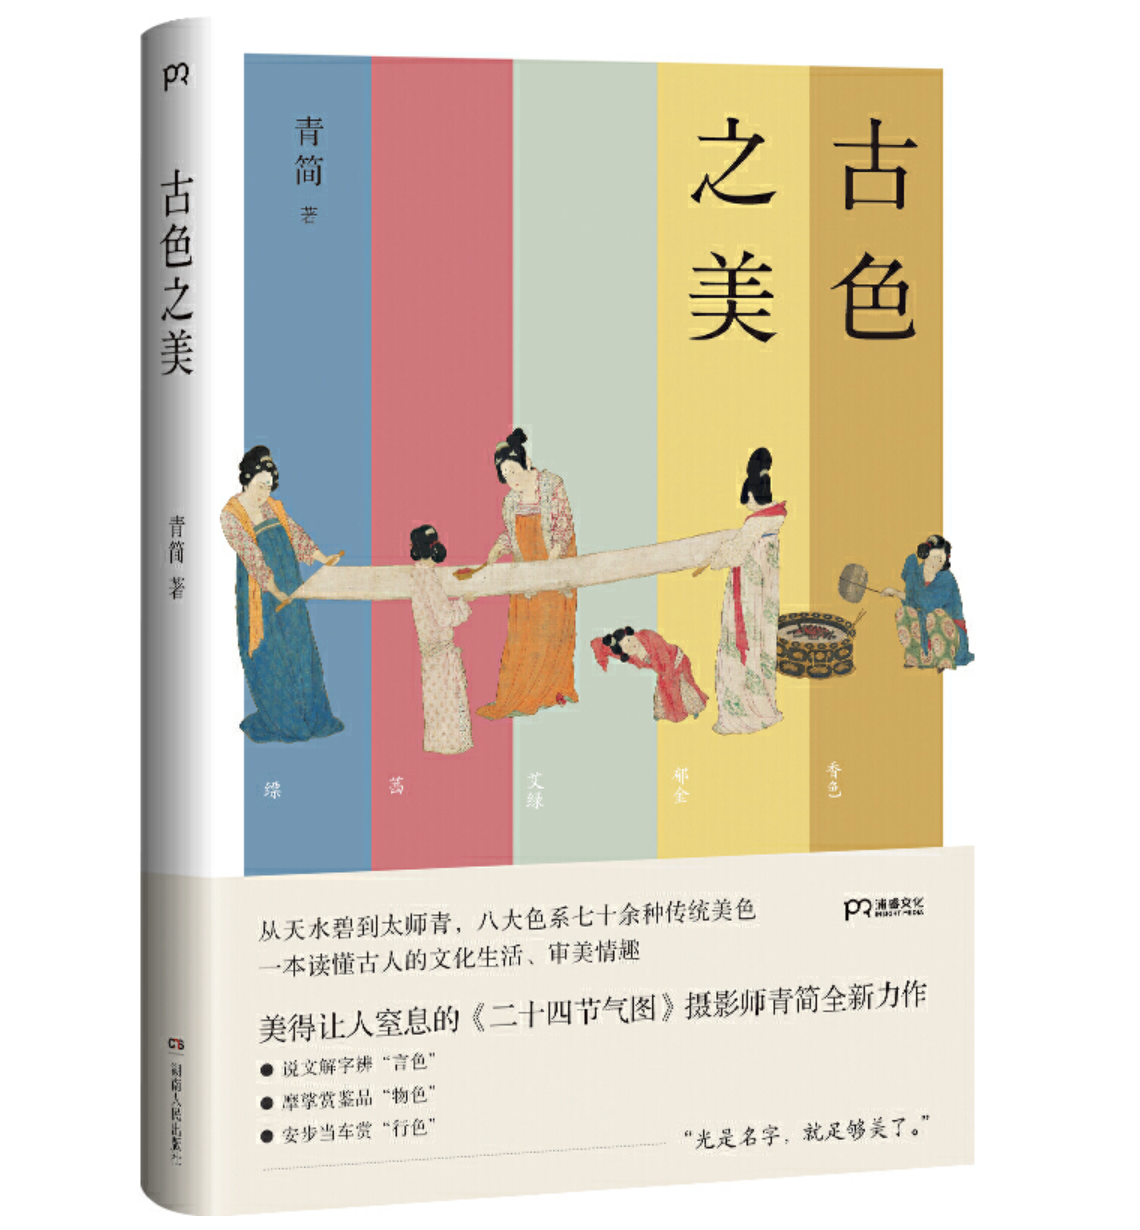 古色之美
青简 著
湖南人民出版社
古色
之美
青简 著
缥
茜
艾绿
郁金
香色
从天水碧到太师青，八大色系七十余种传统美色
一本读懂古人的文化生活、审美情趣
浦睿文化
INSIGHT MEDIA
美得让人窒息的《二十四节气图》摄影师青简全新力作
● 说文解字辨“言色”
● 摩挲赏鉴品“物色”
● 安步当车赏“行色”
“光是名字，就足够美了。”